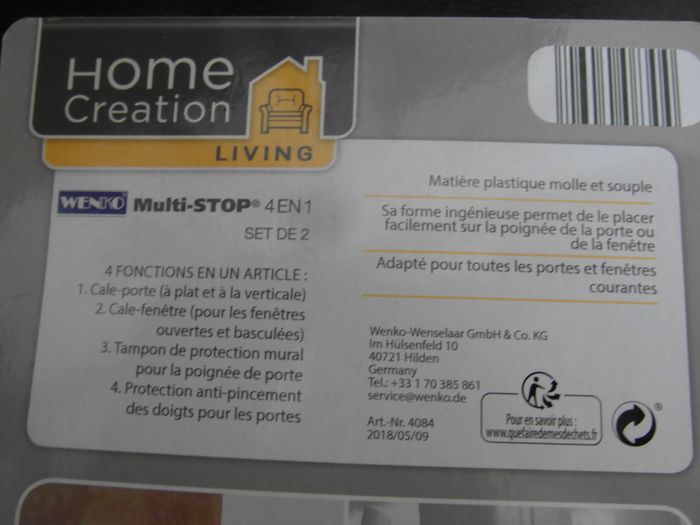 HOME
Creation
LIVING
WENKO Multi-STOP® 4 EN 1
SET DE 2
4 FONCTIONS EN UN ARTICLE :
1. Cale-porte (à plat et à la verticale)
2. Cale-fenêtre (pour les fenêtres
ouvertes et basculées)
3. Tampon de protection mural
pour la poignée de porte
4. Protection anti-pincement
des doigts pour les portes
Matière plastique molle et souple
Sa forme ingénieuse permet de le placer
facilement sur la poignée de la porte ou
de la fenêtre
Adapté pour toutes les portes et fenêtres
courantes
Wenko-Wenselaar GmbH & Co. KG
Im Hülsenfeld 10
40721 Hilden
Germany
Tel.: +33 1 70 385 861
service@wenko.de
Art.-Nr. 4084
2018/05/09
Pour en savoir plus :
www.quefairedemesdechets.fr
®